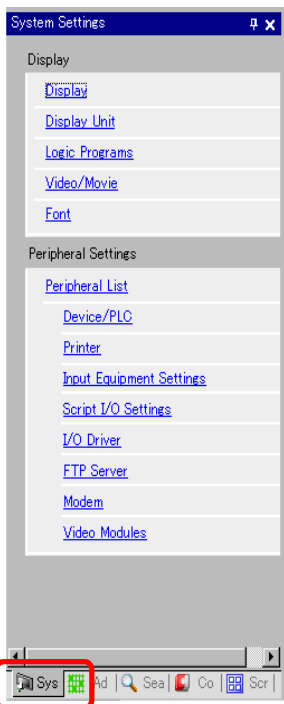 System Settings
Display
Display
Display Unit
Logic Programs
Video/Movie
Font
Peripheral Settings
Peripheral List
Device/PLC
Printer
Input Equipment Settings
Script I/O Settings
I/O Driver
FTP Server
Modem
Video Modules
Sys Ad Sea Co Scr